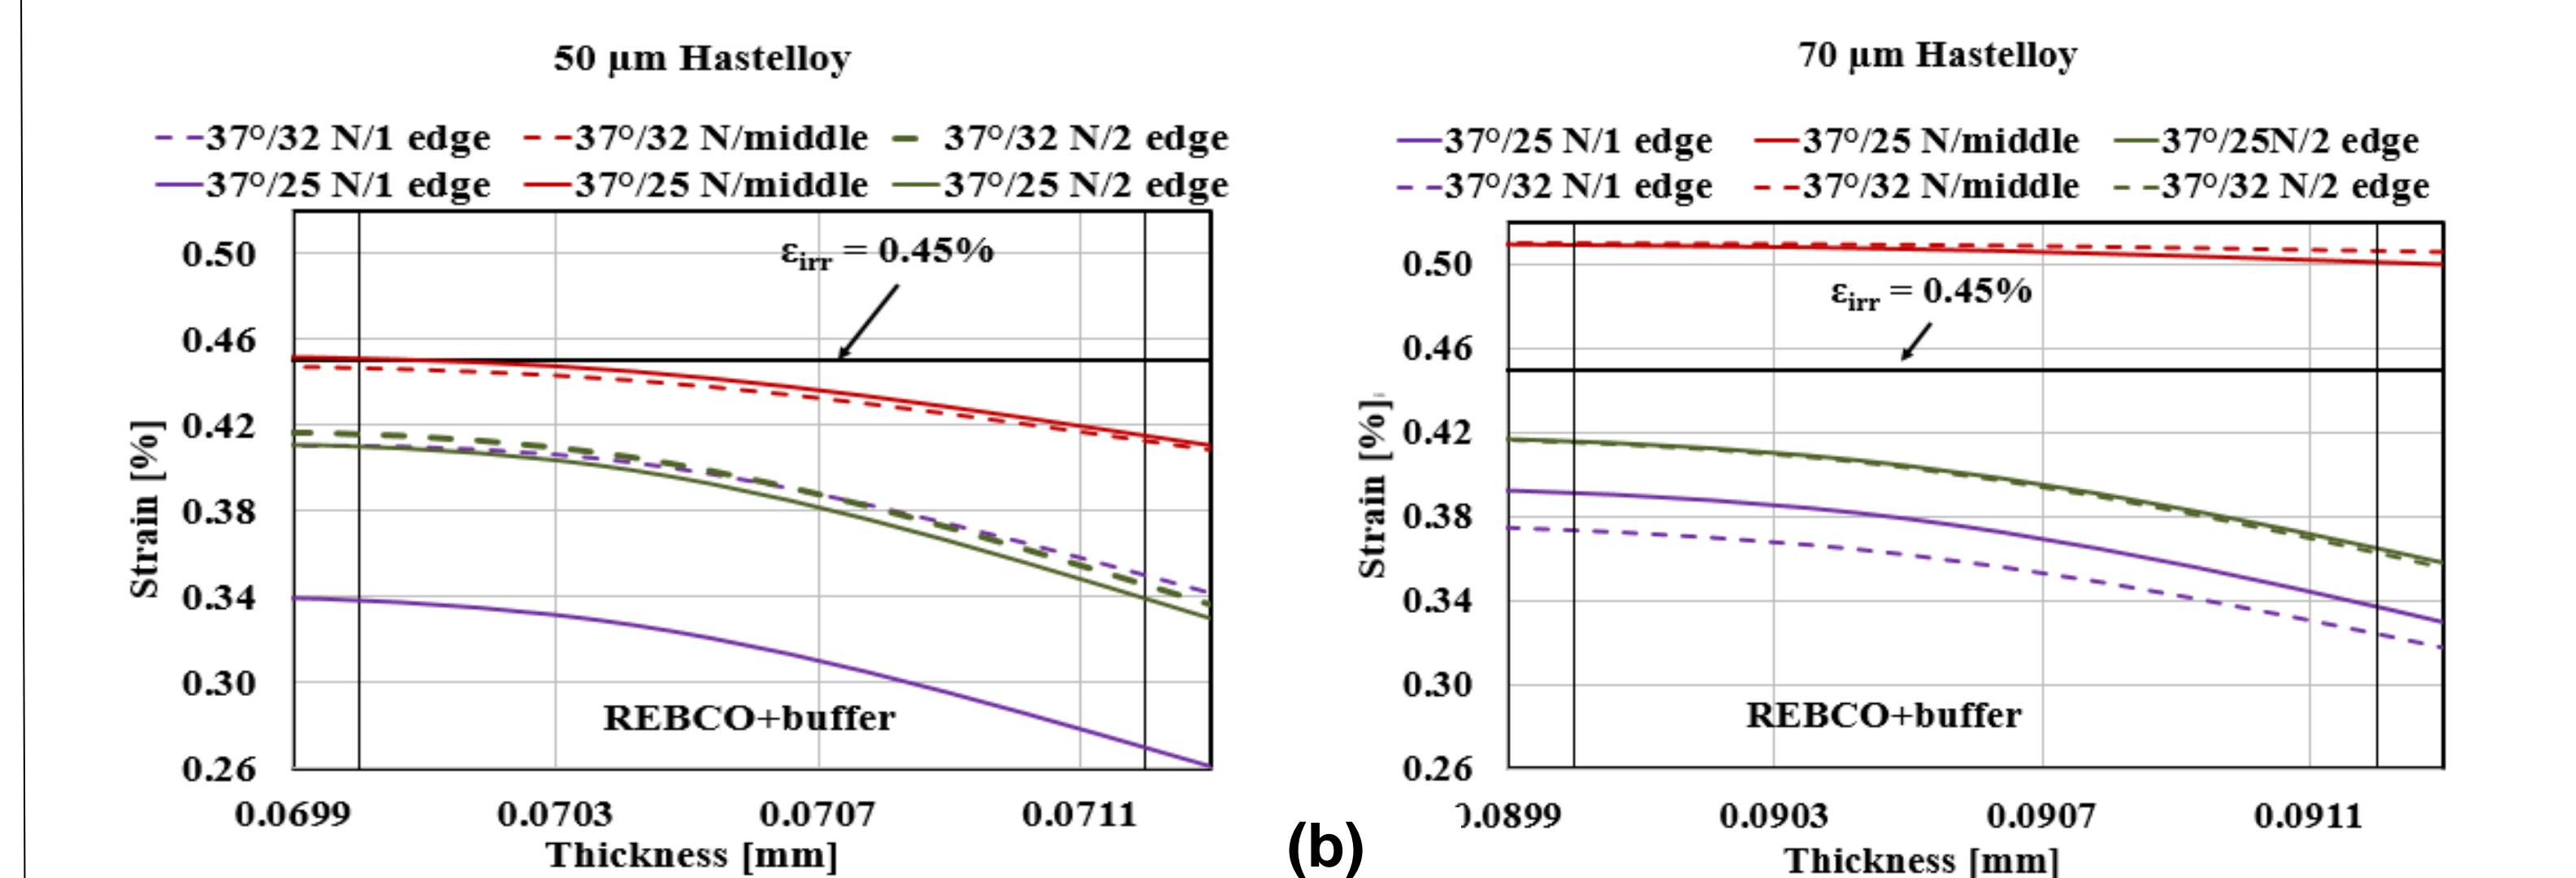 50 μm Hastelloy
37°/32 N/1 edge 37°/32 N/middle 37°/32 N/2 edge
37°/25 N/1 edge 37°/25 N/middle 37°/25 N/2 edge
εirr = 0.45%
0.50
0.46
0.42
0.38
0.34
0.30
0.26
Strain [%]
REBCO+buffer
0.0699 0.0703 0.0707 0.0711
Thickness [mm]
(b)
70 μm Hastelloy
37°/25 N/1 edge 37°/25 N/middle 37°/25N/2 edge
37°/32 N/1 edge 37°/32 N/middle 37°/32 N/2 edge
εirr = 0.45%
0.50
0.46
0.42
0.38
0.34
0.30
0.26
Strain [%]
REBCO+buffer
0.0899 0.0903 0.0907 0.0911
Thickness [mm]